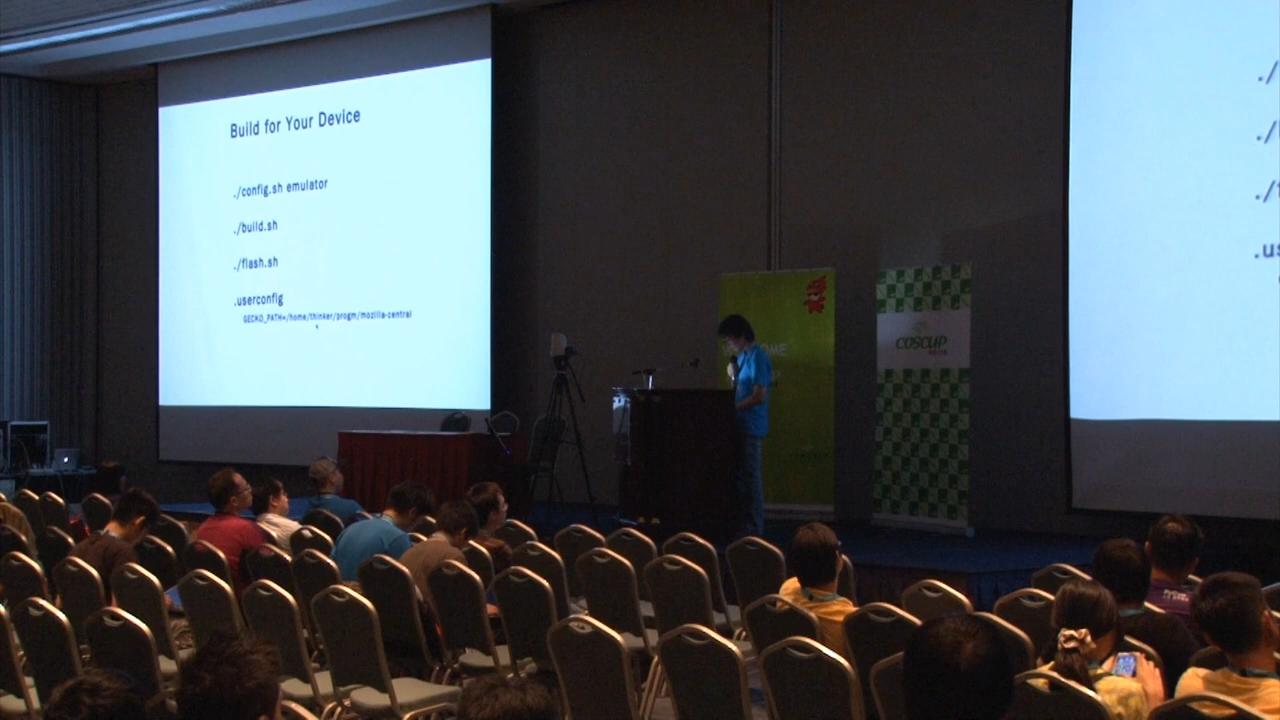 Build for Your Device
./config.sh emulator
./build.sh
./flash.sh
.userconfig
GECKO_PATH=/home/thinker/progm/mozilla-central
COSCUP
./
./
./
.us